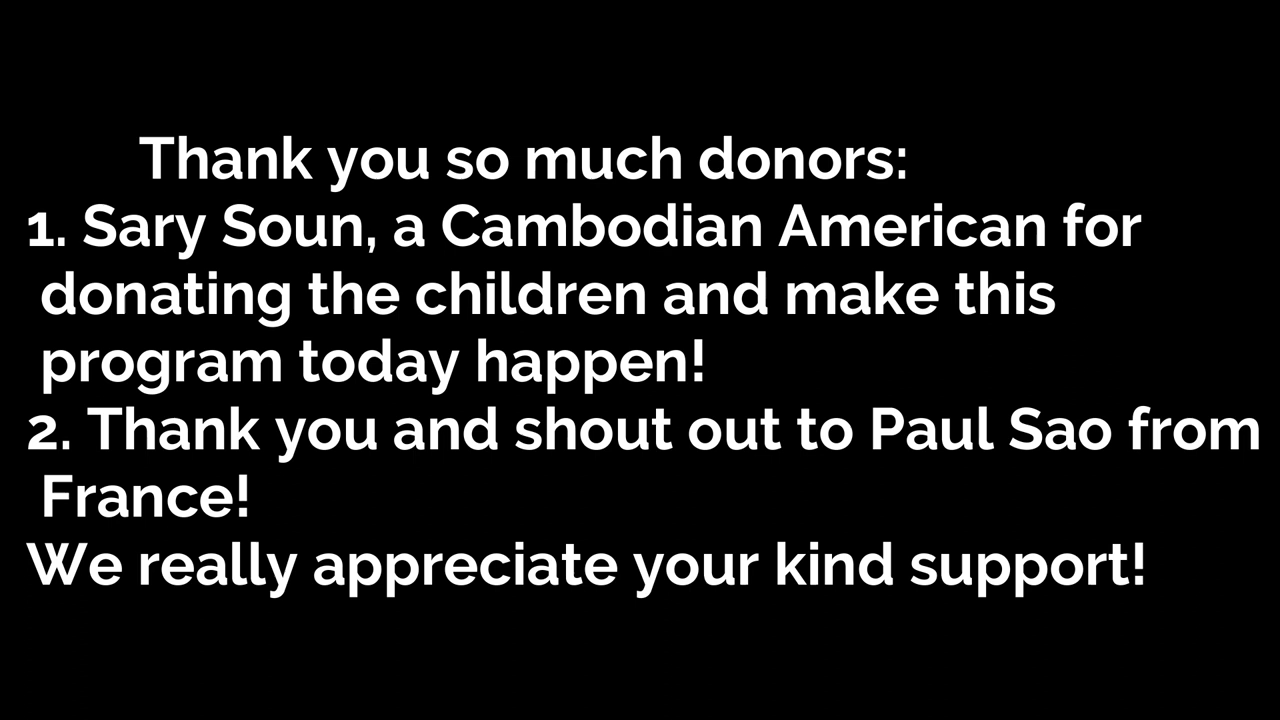 Thank you so much donors:
1. Sary Soun, a Cambodian American for
donating the children and make this
program today happen!
2. Thank you and shout out to Paul Sao from
France!
We really appreciate your kind support!